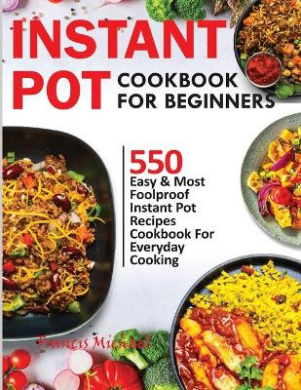 INSTANT
POT COOKBOOK
FOR BEGINNERS
550
Easy & Most
Foolproof
Instant Pot
Recipes
Cookbook For
Everyday
Cooking
Francis Michael